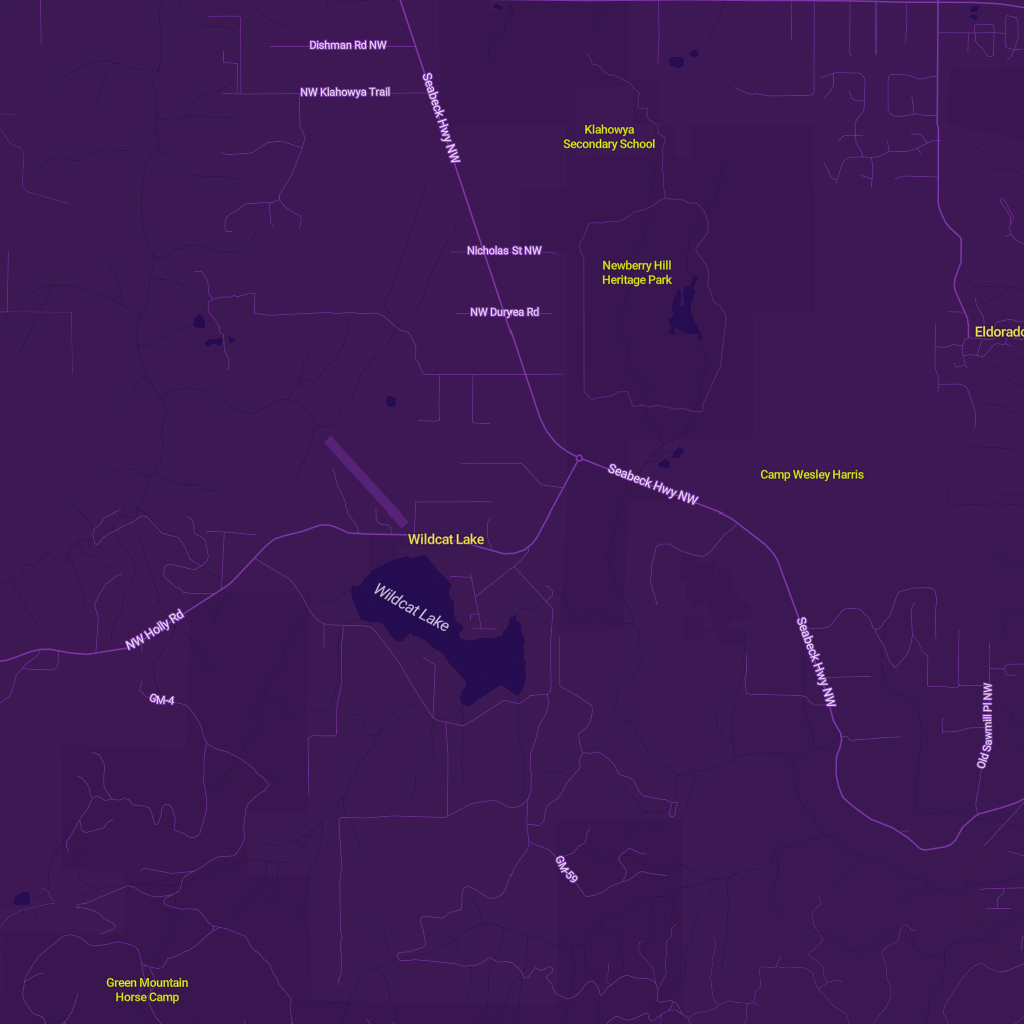 Dishman Rd NW
NW Klahowya Trail
Seabeck Hwy NW
Klahowya
Secondary School
Nicholas St NW
Newberry Hill
Heritage Park
NW Duryea Rd
Eldorado
Seabeck Hwy NW
Camp Wesley Harris
Wildcat Lake
Wildcat Lake
NW Holly Rd
Seabeck Hwy NW
GM-4
Old Sawmill Pl NW
GM-59
Green Mountain
Horse Camp